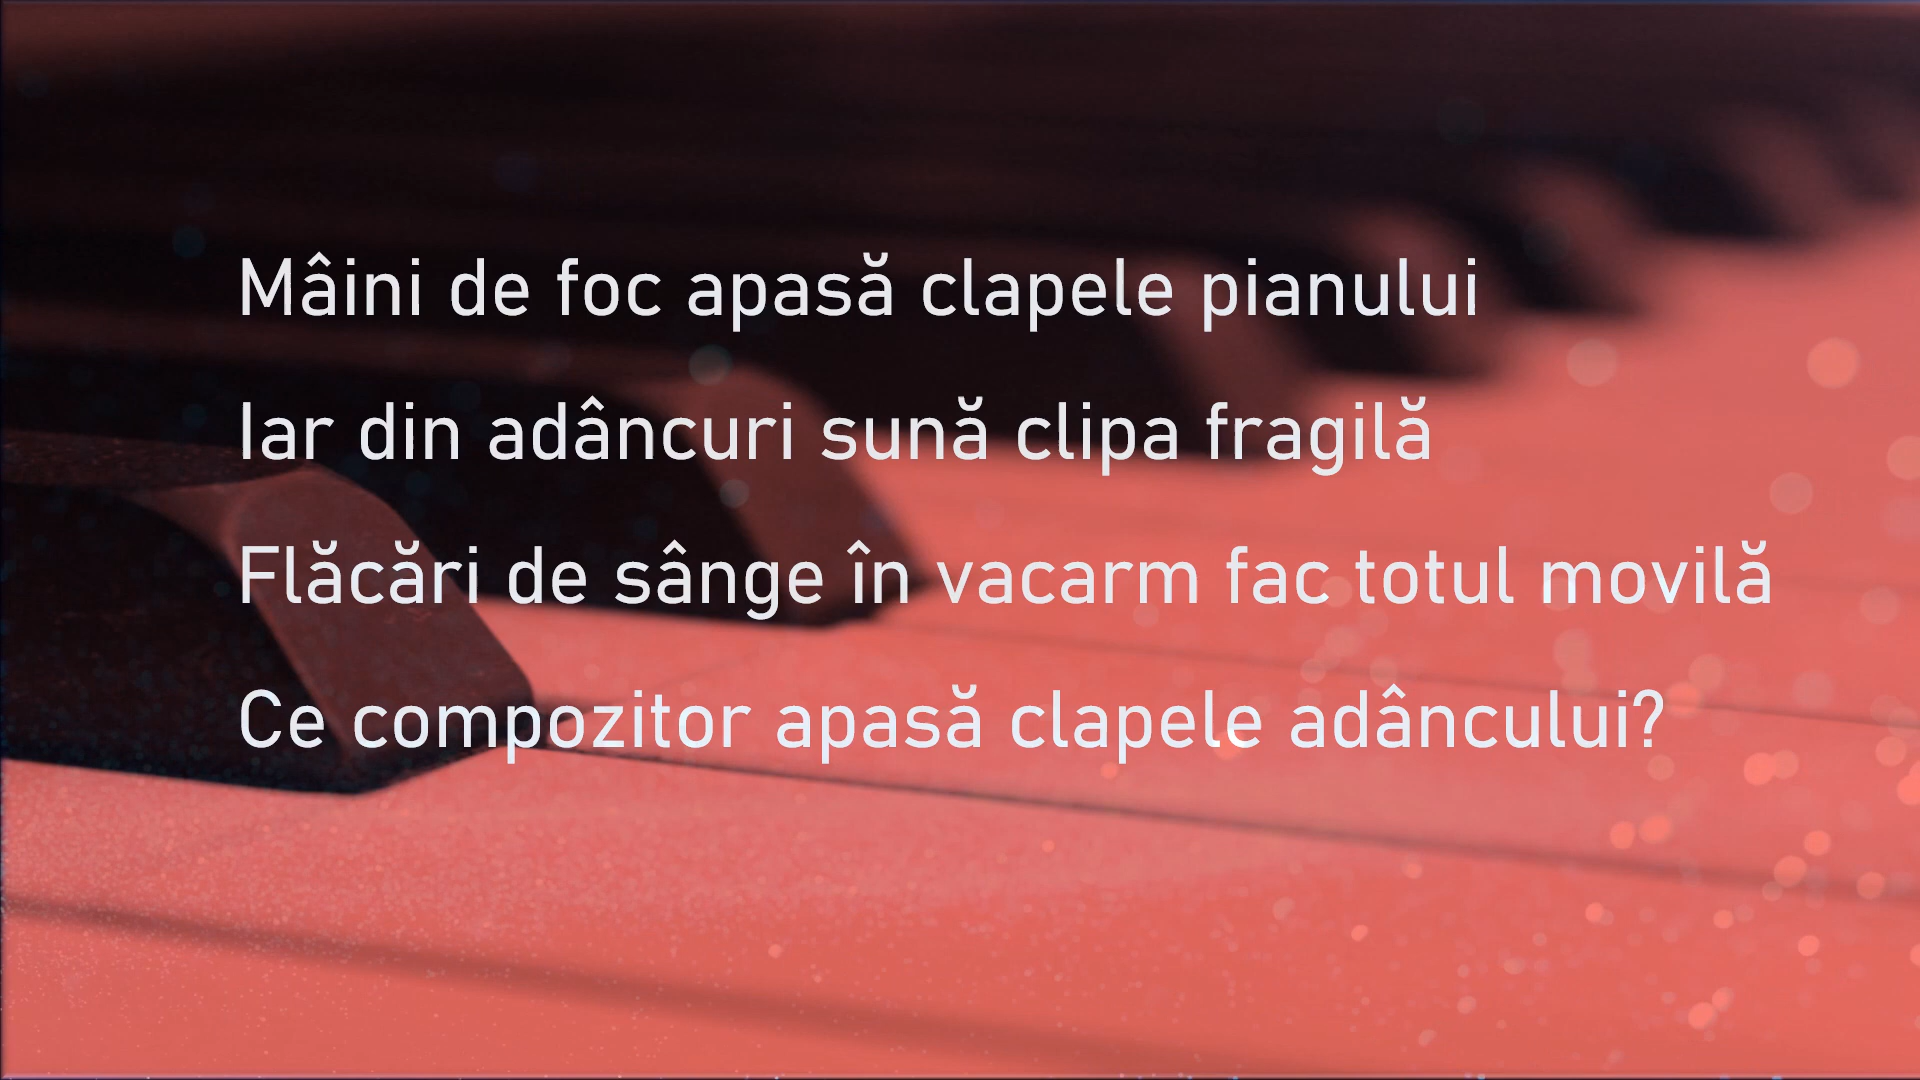 Mâini de foc apasă clapele pianului
Iar din adâncuri sună clipa fragilă
Flăcări de sânge în vacarm fac totul movilă
Ce compozitor apasă clapele adâncului?